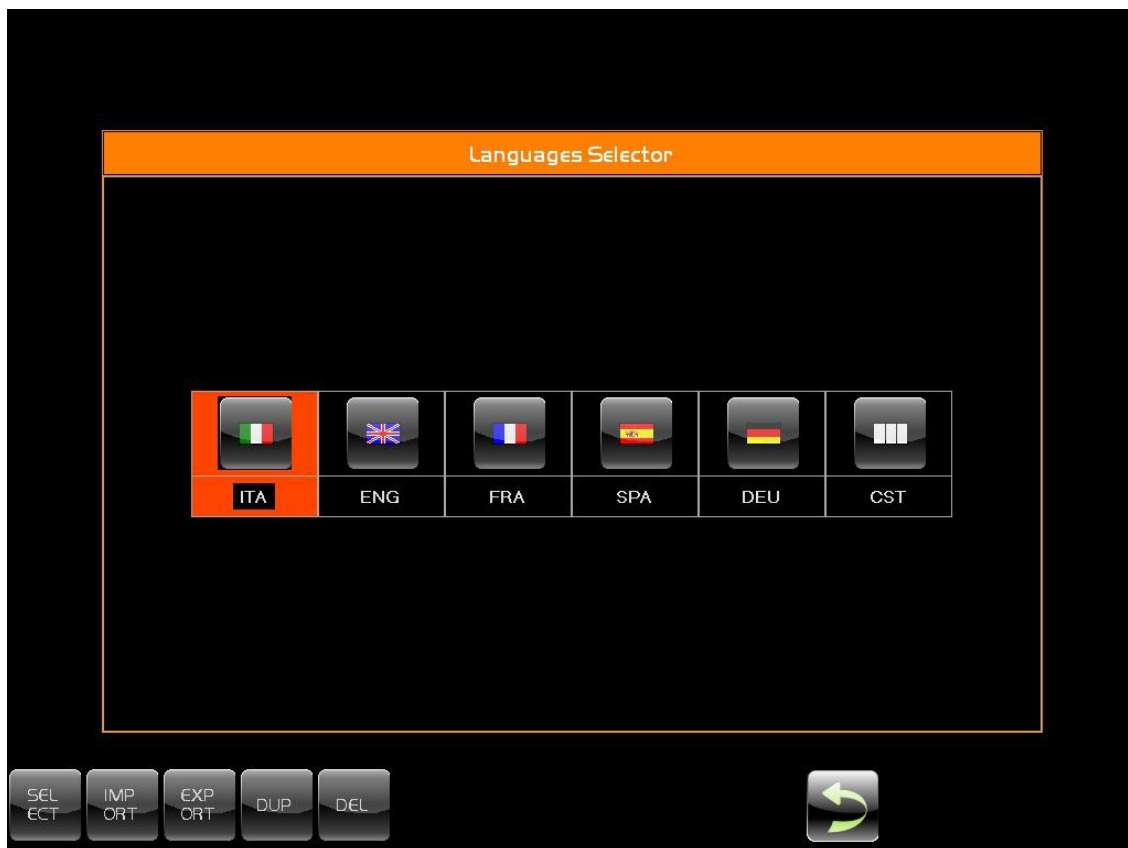 Languages Selector
ITA ENG FRA SPA DEU CST
SEL IMP EXP DUP DEL
ECT ORT ORT